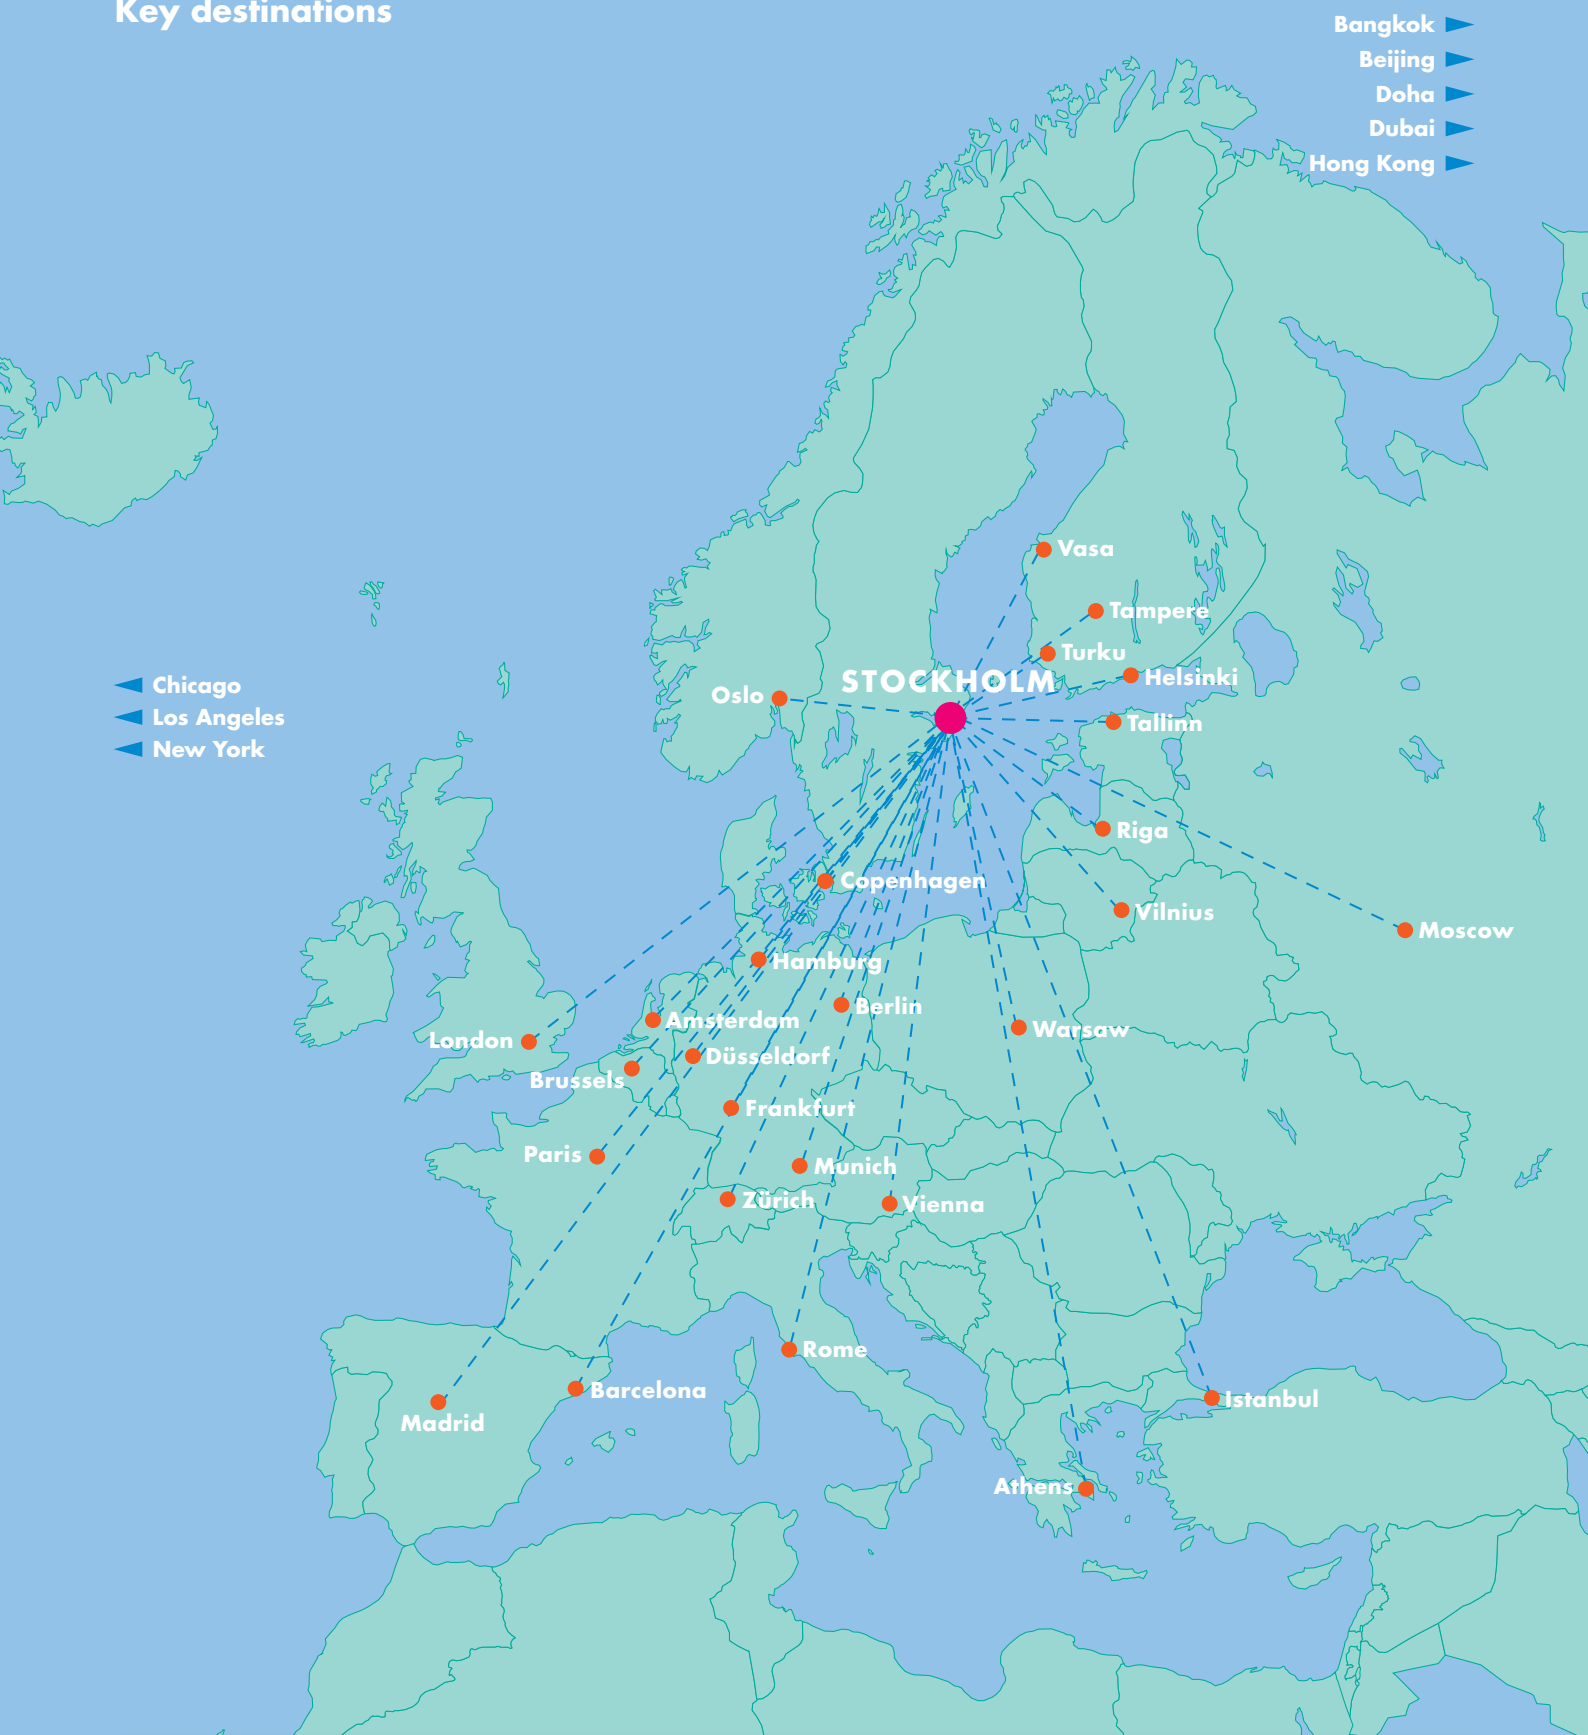 Key destinations
Bangkok
Beijing
Doha
Dubai
Hong Kong
Vasa
Tampere
Turku
Helsinki
STOCKHOLM
Oslo
Tallinn
Chicago
Los Angeles
New York
Riga
Copenhagen
Vilnius
Moscow
Hamburg
Berlin
Amsterdam
Warsaw
London
Düsseldorf
Brussels
Frankfurt
Paris
Munich
Zürich
Vienna
Rome
Barcelona
Istanbul
Madrid
Athens